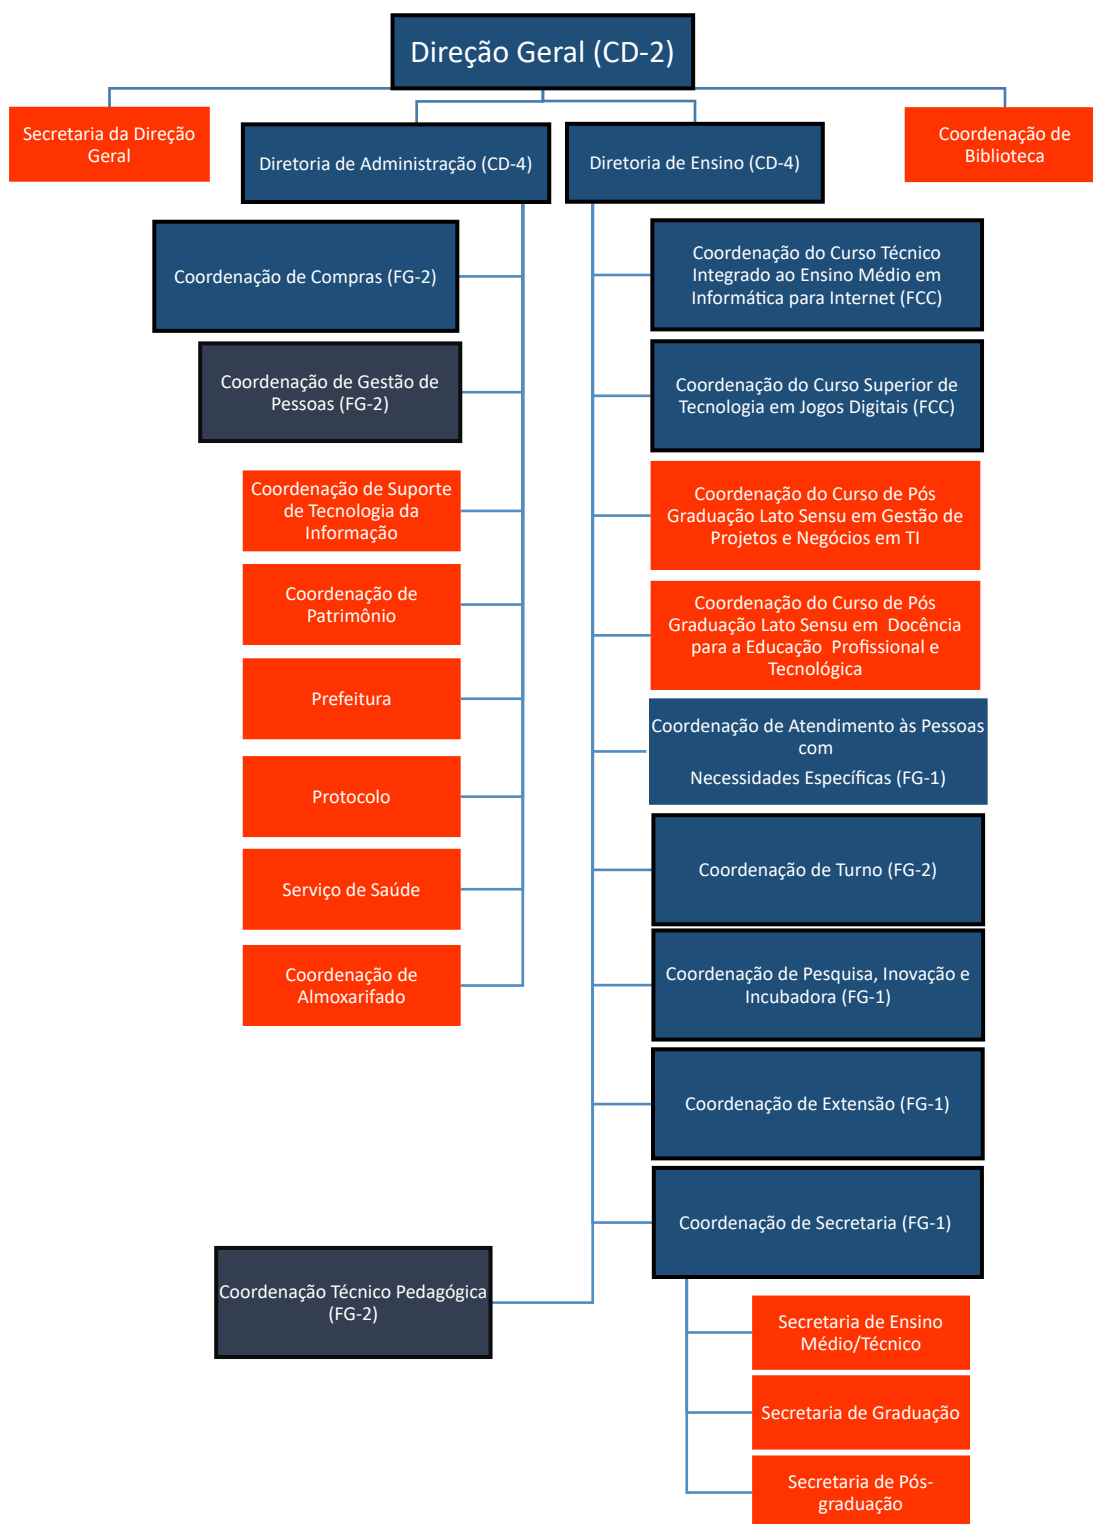 Direção Geral (CD-2)
Secretaria da Direção
Geral
Diretoria de Administração (CD-4)
Diretoria de Ensino (CD-4)
Coordenação de
Biblioteca
Coordenação de Compras (FG-2)
Coordenação de Gestão de
Pessoas (FG-2)
Coordenação de Suporte
de Tecnologia da
Informação
Coordenação de
Patrimônio
Prefeitura
Protocolo
Serviço de Saúde
Coordenação de
Almoxarifado
Coordenação do Curso Técnico
Integrado ao Ensino Médio em
Informática para Internet (FCC)
Coordenação do Curso Superior de
Tecnologia em Jogos Digitais (FCC)
Coordenação do Curso de Pós
Graduação Lato Sensu em Gestão de
Projetos e Negócios em TI
Coordenação do Curso de Pós
Graduação Lato Sensu em Docência
para a Educação Profissional e
Tecnológica
Coordenação de Atendimento às Pessoas
com
Necessidades Específicas (FG-1)
Coordenação de Turno (FG-2)
Coordenação de Pesquisa, Inovação e
Incubadora (FG-1)
Coordenação de Extensão (FG-1)
Coordenação de Secretaria (FG-1)
Coordenação Técnico Pedagógica
(FG-2)
Secretaria de Ensino
Médio/Técnico
Secretaria de Graduação
Secretaria de Pós-
graduação